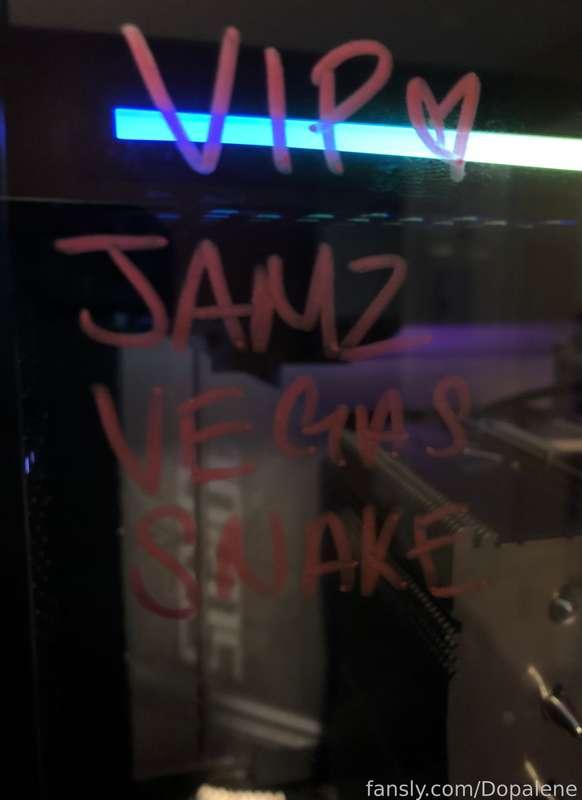 VIP ♡
JAMZ
VEGAS
SNAKE
fansly.com/Dopalene